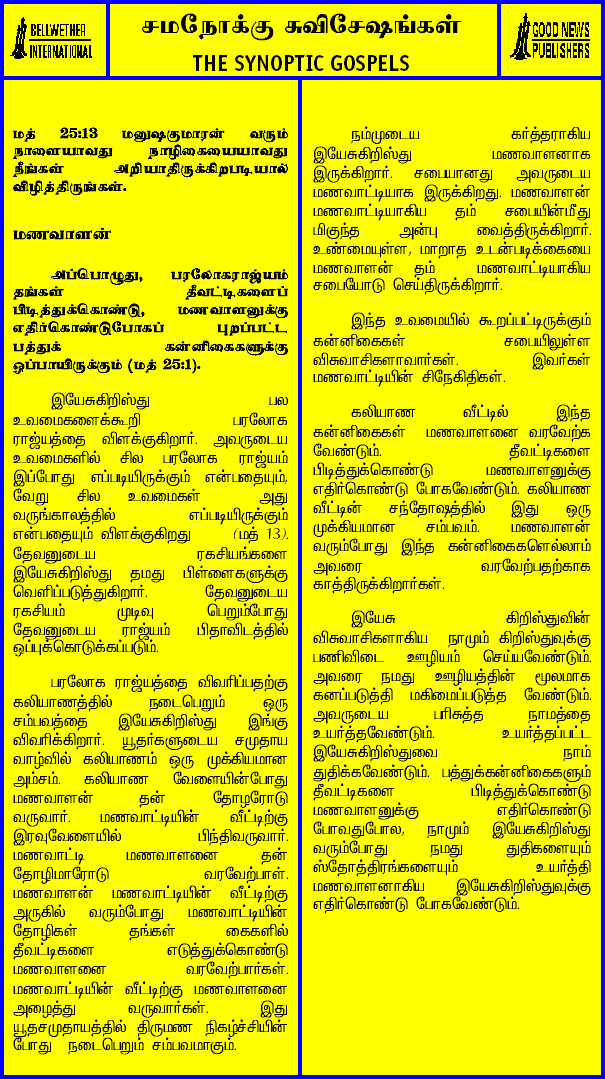 BELLWETHER
INTERNATIONAL
சமநோக்கு சுவிசேஷங்கள்
THE SYNOPTIC GOSPELS
GOOD NEWS
PUBLISHERS
மத் 25:13 மனுஷகுமாரன் வரும்
நாளையாவது நாழிகையையாவது
நீங்கள் அறியாதிருக்கிறபடியால்
விழித்திருங்கள்.
மணவாளன்
அப்பொழுது, பரலோகராஜ்யம்
தங்கள் தீவட்டிகளைப்
பிடித்துக்கொண்டு, மணவாளனுக்கு
எதிர்கொண்டுபோகப் புறப்பட்ட
பத்துக் கன்னிகைகளுக்கு
ஒப்பாயிருக்கும் (மத் 25:1).
இயேசுகிறிஸ்து பல
உவமைகளைக்கூறி பரலோக
ராஜ்யத்தை விளக்குகிறார். அவருடைய
உவமைகளில் சில பரலோக ராஜ்யம்
இப்போது எப்படியிருக்கும் என்பதையும்,
வேறு சில உவமைகள் அது
வருங்காலத்தில் எப்படியிருக்கும்
என்பதையும் விளக்குகிறது (மத் 13).
தேவனுடைய ரகசியங்களை
இயேசுகிறிஸ்து தமது பிள்ளைகளுக்கு
வெளிப்படுத்துகிறார். தேவனுடைய
ரகசியம் முடிவு பெறும்போது
தேவனுடைய ராஜ்யம் பிதாவிடத்தில்
ஒப்புக்கொடுக்கப்படும்.
பரலோக ராஜ்யத்தை விவரிப்பதற்கு
கலியாணத்தில் நடைபெறும் ஒரு
சம்பவத்தை இயேசுகிறிஸ்து இங்கு
விவரிக்கிறார். யூதர்களுடைய சமுதாய
வாழ்வில் கலியாணம் ஒரு முக்கியமான
அம்சம். கலியாண வேளையின்போது
மணவாளன் தன் தோழரோடு
வருவார். மணவாட்டியின் வீட்டிற்கு
இரவுவேளையில் பிந்திவருவார்.
மணவாட்டி மணவாளனை தன்
தோழிமாரோடு வரவேற்பாள்.
மணவாளன் மணவாட்டியின் வீட்டிற்கு
அருகில் வரும்போது மணவாட்டியின்
தோழிகள் தங்கள் கைகளில்
தீவட்டிகளை எடுத்துக்கொண்டு
மணவாளனை வரவேற்பார்கள்.
மணவாட்டியின் வீட்டிற்கு மணவாளனை
அழைத்து வருவார்கள். இது
யூதசமுதாயத்தில் திருமண நிகழ்ச்சியின்
போது நடைபெறும் சம்பவமாகும்.
நம்முடைய கர்த்தராகிய
இயேசுகிறிஸ்து மணவாளனாக
இருக்கிறார். சபையானது அவருடைய
மணவாட்டியாக இருக்கிறது. மணவாளன்
மணவாட்டியாகிய தம் சபையின்மீது
மிகுந்த அன்பு வைத்திருக்கிறார்.
உண்மையுள்ள, மாறாத உடன்படிக்கையை
மணவாளன் தம் மணவாட்டியாகிய
சபையோடு செய்திருக்கிறார்.
இந்த உவமையில் கூறப்பட்டிருக்கும்
கன்னிகைகள் சபையிலுள்ள
விசுவாசிகளாவார்கள். இவர்கள்
மணவாட்டியின் சிநேகிதிகள்.
கலியாண வீட்டில் இந்த
கன்னிகைகள் மணவாளனை வரவேற்க
வேண்டும். தீவட்டிகளை
பிடித்துக்கொண்டு மணவாளனுக்கு
எதிர்கொண்டு போகவேண்டும். கலியாண
வீட்டின் சந்தோஷத்தில் இது ஒரு
முக்கியமான சம்பவம். மணவாளன்
வரும்போது இந்த கன்னிகைகளெல்லாம்
அவரை வரவேற்பதற்காக
காத்திருக்கிறார்கள்.
இயேசு கிறிஸ்துவின்
விசுவாசிகளாகிய நாமும் கிறிஸ்துவுக்கு
பணிவிடை ஊழியம் செய்யவேண்டும்.
அவரை நமது ஊழியத்தின் மூலமாக
கனப்படுத்தி மகிமைப்படுத்த வேண்டும்.
அவருடைய பரிசுத்த நாமத்தை
உயர்த்தவேண்டும். உயர்த்தப்பட்ட
இயேசுகிறிஸ்துவை நாம்
துதிக்கவேண்டும். பத்துக்கன்னிகைகளும்
தீவட்டிகளை பிடித்துக்கொண்டு
மணவாளனுக்கு எதிர்கொண்டு
போவதுபோல, நாமும் இயேசுகிறிஸ்து
வரும்போது நமது துதிகளையும்
ஸ்தோத்திரங்களையும் உயர்த்தி
மணவாளனாகிய இயேசுகிறிஸ்துவுக்கு
எதிர்கொண்டு போகவேண்டும்.